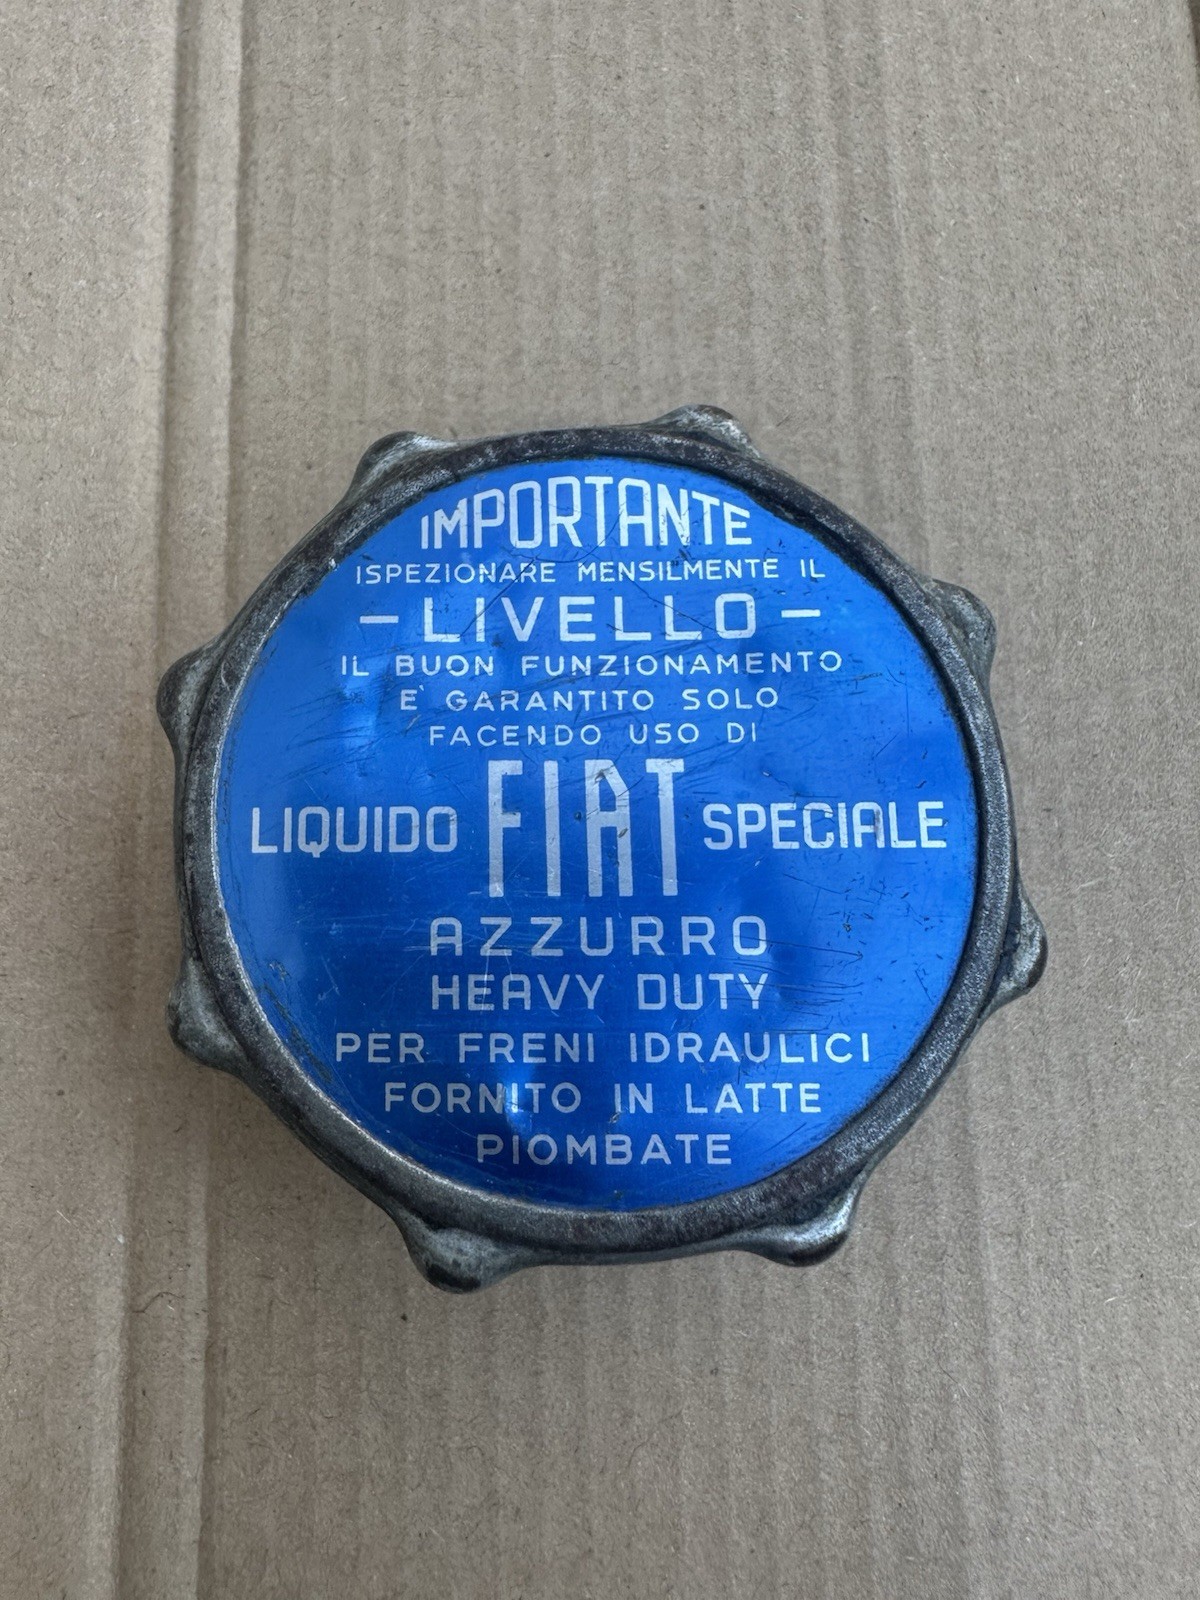 IMPORTANTE
ISPEZIONARE MENSILMENTE IL
- LIVELLO -
IL BUON FUNZIONAMENTO
E' GARANTITO SOLO
FACENDO USO DI
LIQUIDO FIAT SPECIALE
AZZURRO
HEAVY DUTY
PER FRENI IDRAULICI
FORNITO IN LATTE
PIOMBATE